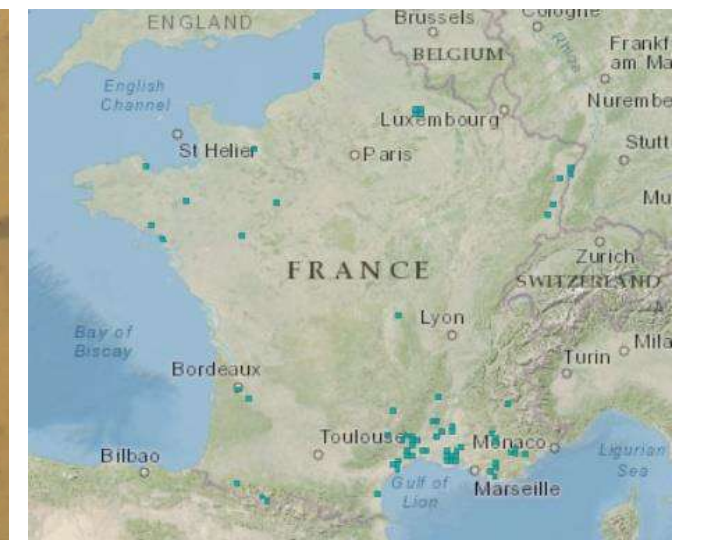 ENGLAND
Brussels
Cologne
BELGIUM
Rhine
Frankf
am Ma
English
Channel
Luxembourg
Nurembe
St Helier
Paris
Stutt
Mu
FRANCE
Zurich
SWITZERLAND
Bay of
Biscay
Lyon
Mila
Turin
Bordeaux
Toulouse
Monaco
Bilbao
Ligurian
Sea
Gulf of
Lion
Marseille